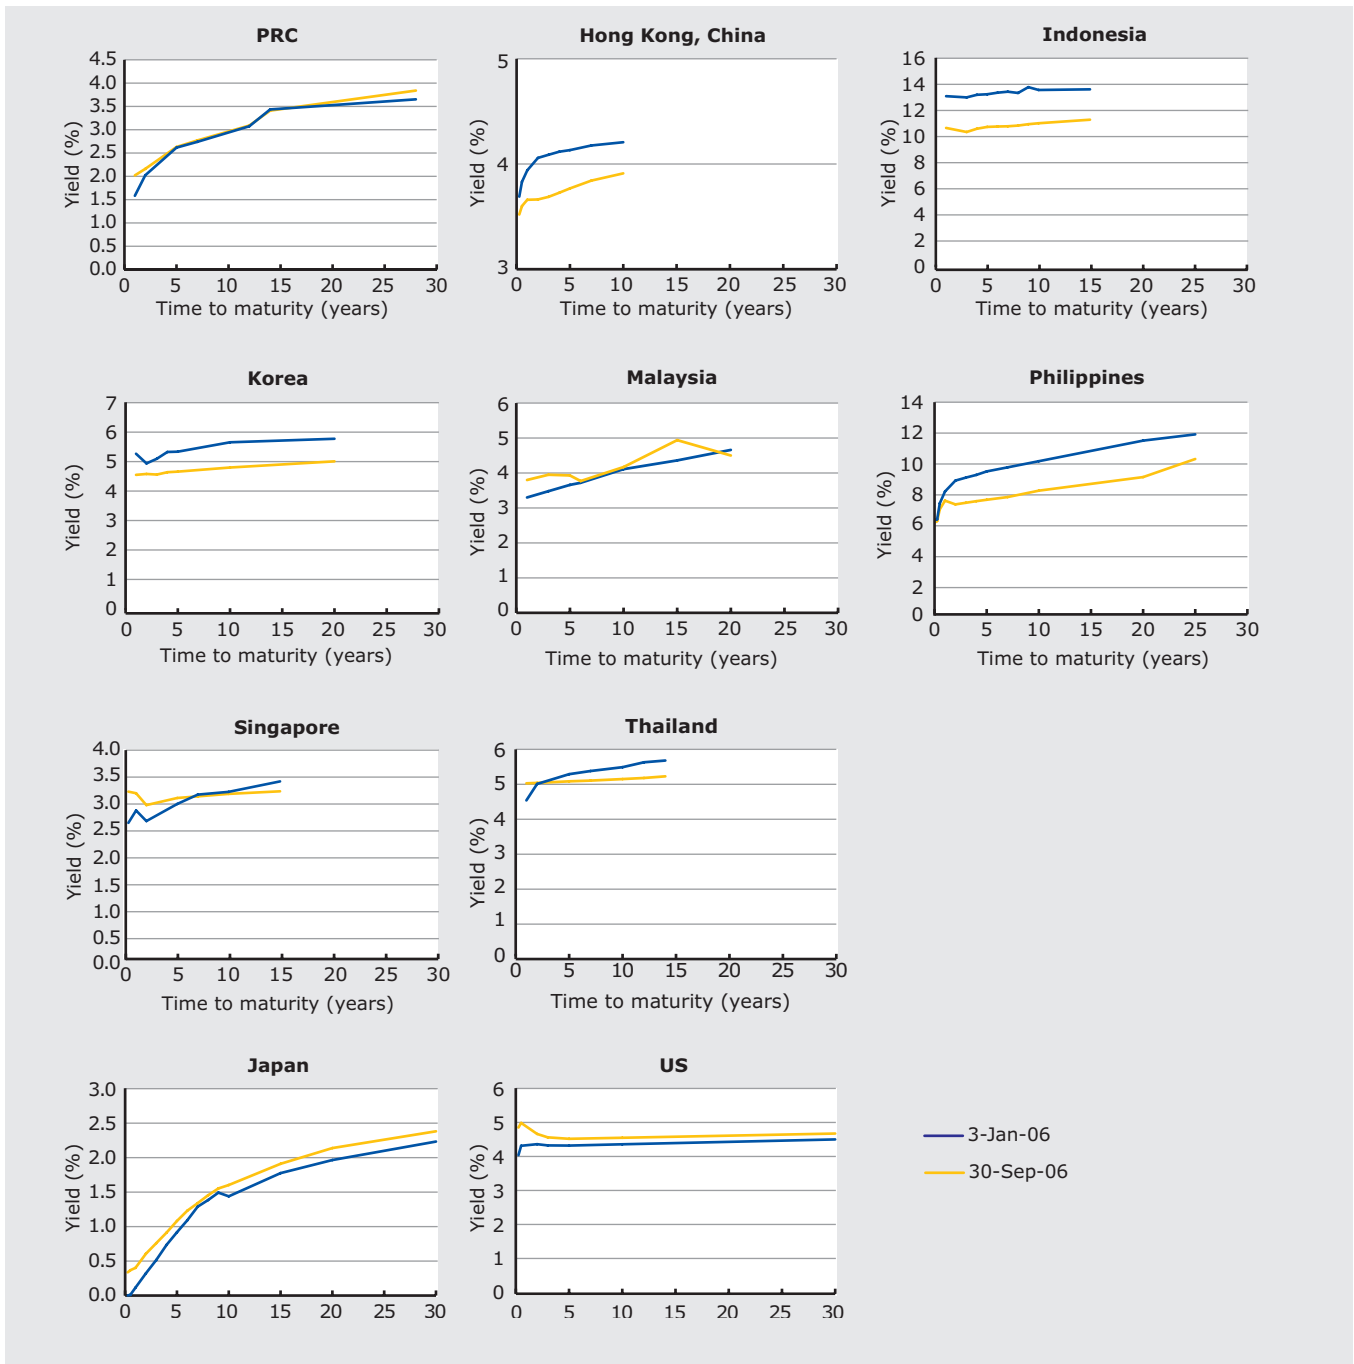 PRC
4.5
4.0
3.5
3.0
2.5
2.0
1.5
1.0
0.5
0.0
Yield (%)
0 5 10 15 20 25 30
Time to maturity (years)
Hong Kong, China
5
4
3
Yield (%)
0 5 10 15 20 25 30
Time to maturity (years)
Indonesia
16
14
12
10
8
6
4
2
0
Yield (%)
0 5 10 15 20 25 30
Time to maturity (years)
Korea
7
6
5
4
3
2
1
0
Yield (%)
0 5 10 15 20 25 30
Time to maturity (years)
Malaysia
6
5
4
3
2
1
0
Yield (%)
0 5 10 15 20 25 30
Time to maturity (years)
Philippines
14
12
10
8
6
4
2
0
Yield (%)
0 5 10 15 20 25 30
Time to maturity (years)
Singapore
4.0
3.5
3.0
2.5
2.0
1.5
1.0
0.5
0.0
Yield (%)
0 5 10 15 20 25 30
Time to maturity (years)
Thailand
6
5
4
3
2
1
0
Yield (%)
0 5 10 15 20 25 30
Time to maturity (years)
Japan
3.0
2.5
2.0
1.5
1.0
0.5
0.0
Yield (%)
0 5 10 15 20 25 30
US
6
5
4
3
2
1
0
Yield (%)
0 5 10 15 20 25 30
3-Jan-06
30-Sep-06